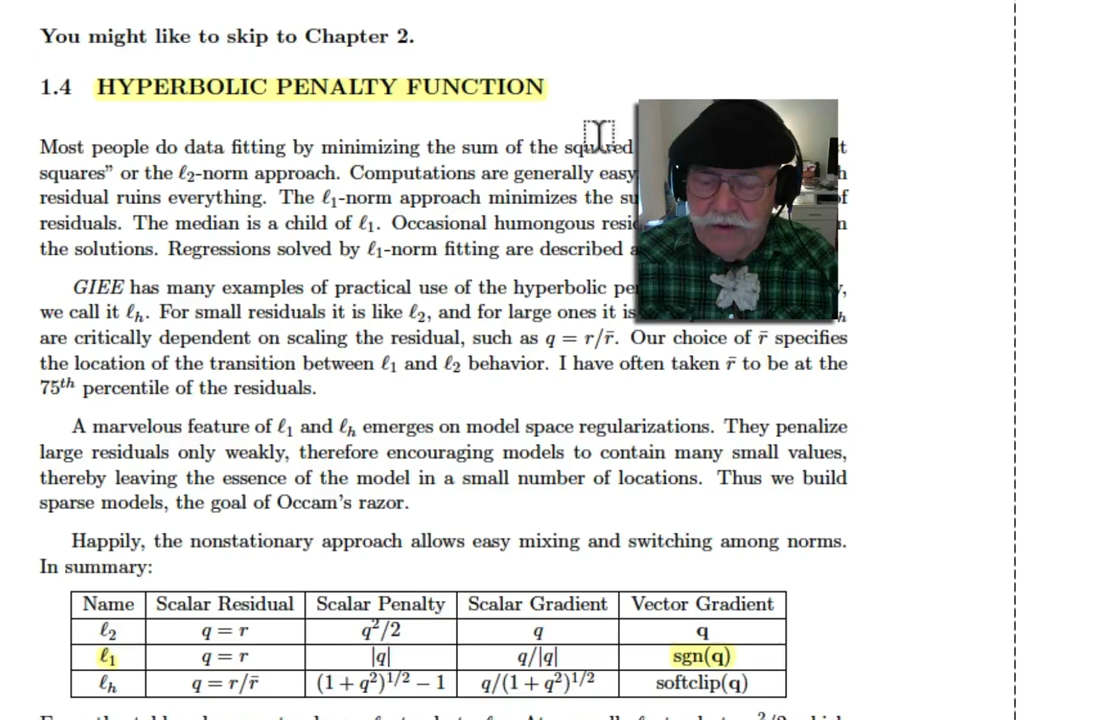 You might like to skip to Chapter 2.
1.4 HYPERBOLIC PENALTY FUNCTION
Most people do data fitting by minimizing the sum of the squared
squares” or the ℓ₂-norm approach. Computations are generally easy
residual ruins everything. The ℓ₁-norm approach minimizes the of
residuals. The median is a child of ℓ₁. Occasional humongous
the solutions. Regressions solved by ℓ₁-norm fitting are described
GIEE has many examples of practical use of the hyperbolic
we call it ℓₕ. For small residuals it is like ℓ₂, and for large ones it is
are critically dependent on scaling the residual, such as q = r/r̄. Our choice of r̄ specifies
the location of the transition between ℓ₁ and ℓ₂ behavior. I have often taken r̄ to be at the
75ᵗʰ percentile of the residuals.
A marvelous feature of ℓ₁ and ℓₕ emerges on model space regularizations. They penalize
large residuals only weakly, therefore encouraging models to contain many small values,
thereby leaving the essence of the model in a small number of locations. Thus we build
sparse models, the goal of Occam’s razor.
Happily, the nonstationary approach allows easy mixing and switching among norms.
In summary:
Name Scalar Residual Scalar Penalty Scalar Gradient Vector Gradient
ℓ₂ q = r q²/2 q q
ℓ₁ q = r |q| q/|q| sgn(q)
ℓₕ q = r/r̄ (1 + q²)^1/2 − 1 q/(1 + q²)^1/2 softclip(q)